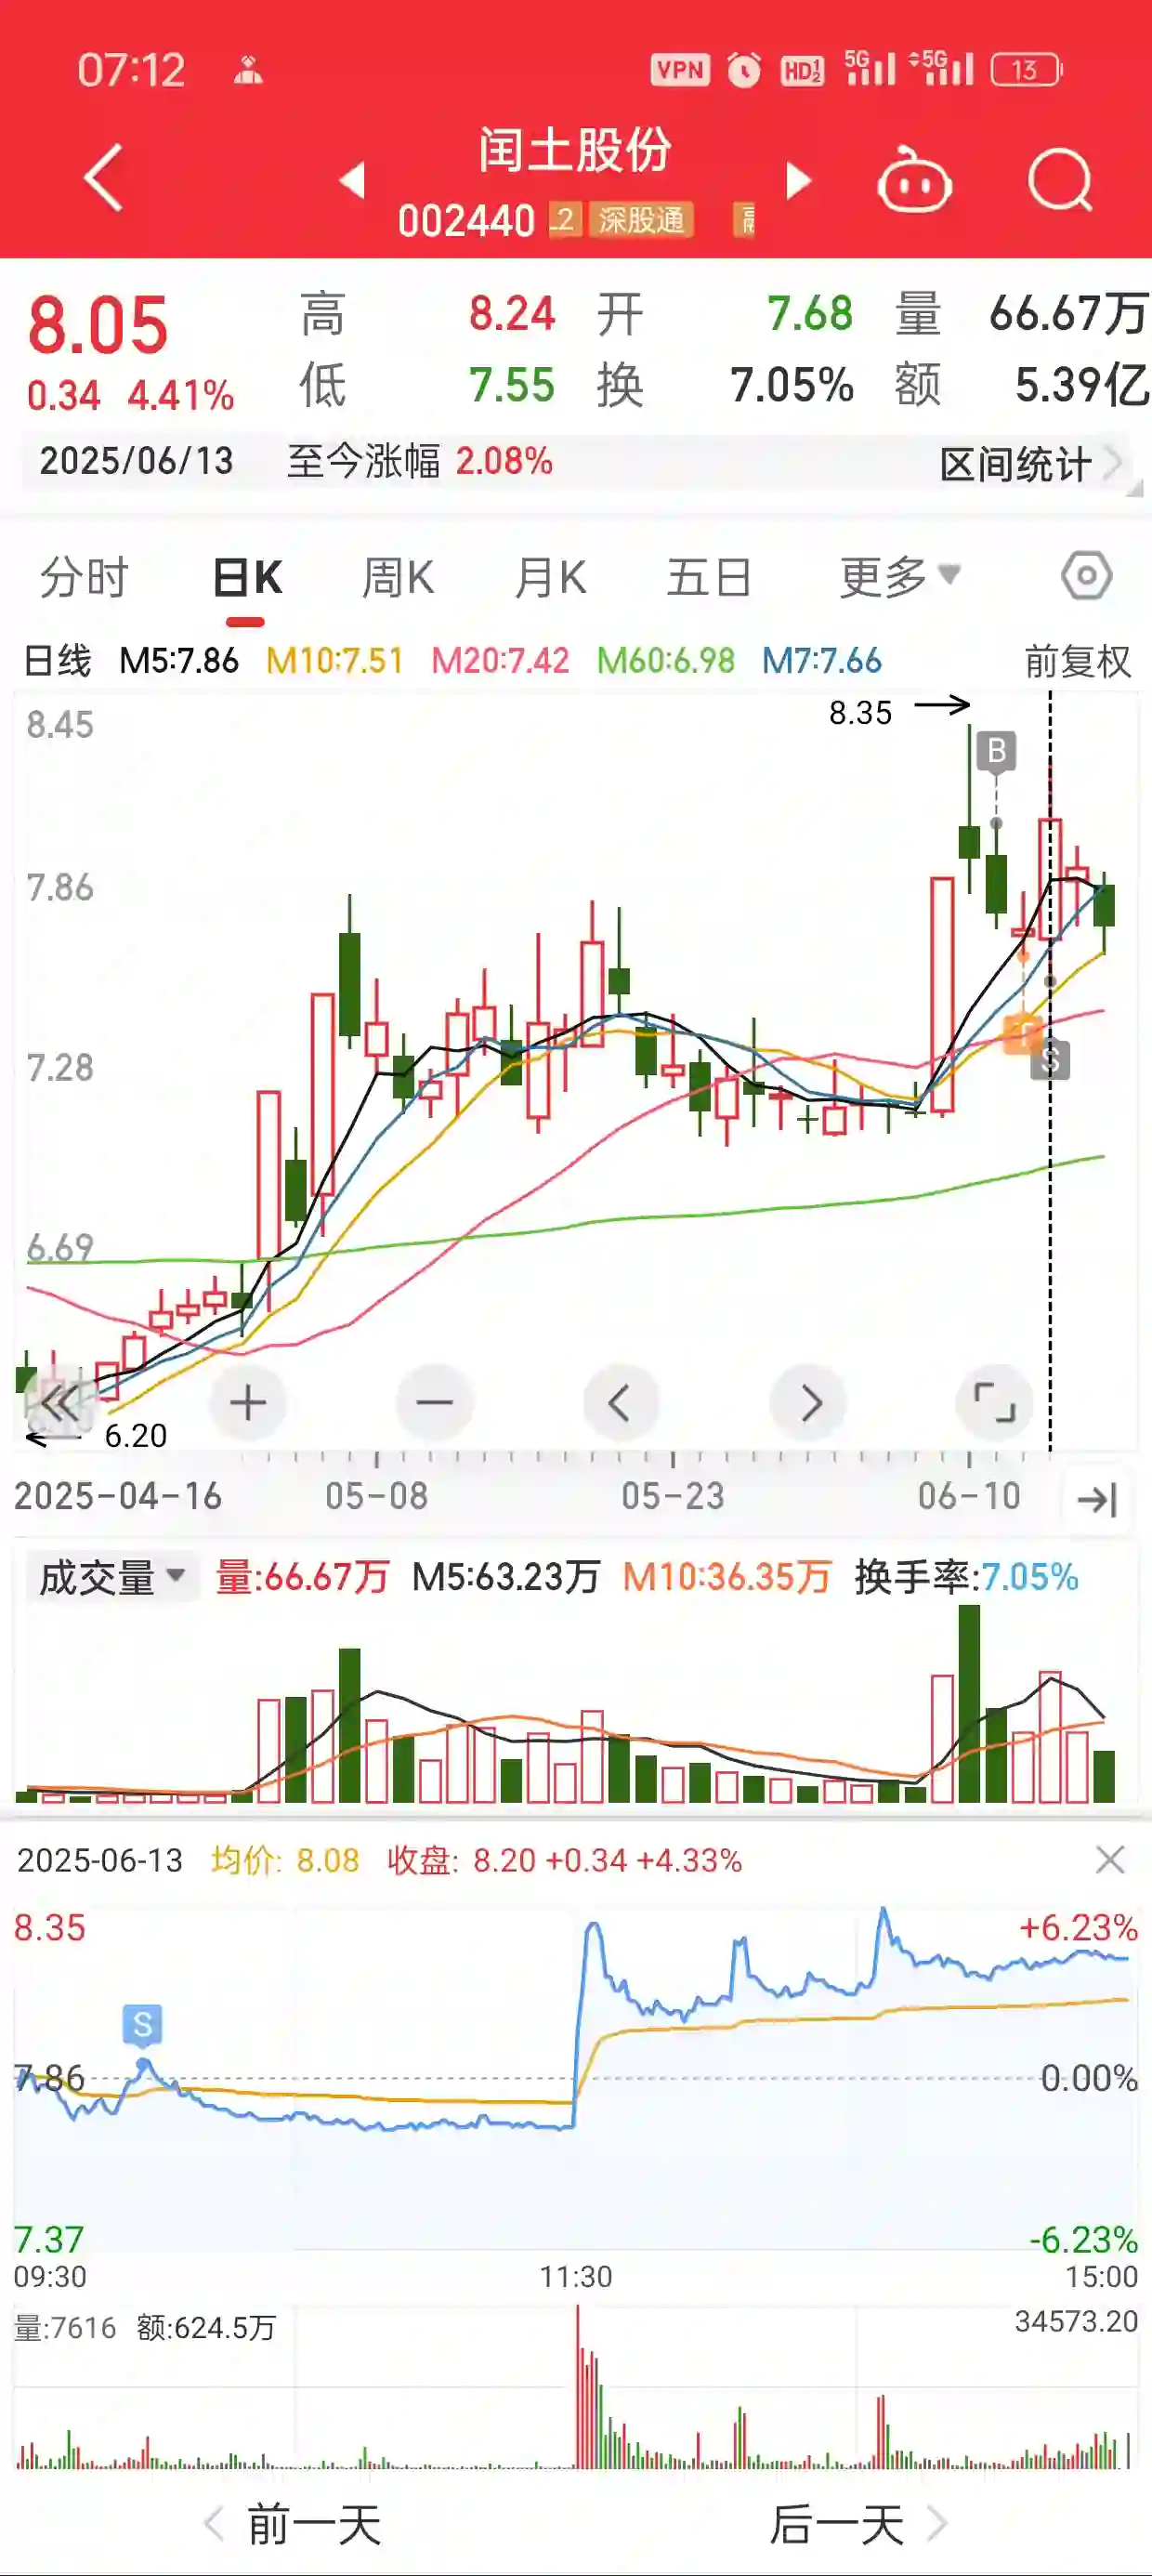 07:12 VPN HD12 5G 5G 13
闰土股份
002440 L2 深股通
8.05 高 8.24 开 7.68 量 66.67万
0.34 4.41% 低 7.55 换 7.05% 额 5.39亿
2025/06/13 至今涨幅 2.08% 区间统计
分时 日K 周K 月K 五日 更多
日线 M5:7.86 M10:7.51 M20:7.42 M60:6.98 M7:7.66 前复权
8.45
8.35
B
7.86
7.28
S
6.69
6.20
2025-04-16 05-08 05-23 06-10
成交量 量:66.67万 M5:63.23万 M10:36.35万 换手率:7.05%
2025-06-13 均价: 8.08 收盘: 8.20 +0.34 +4.33%
8.35 +6.23%
S
7.86 0.00%
7.37 -6.23%
09:30 11:30 15:00
量:7616 额:624.5万 34573.20
前一天 后一天